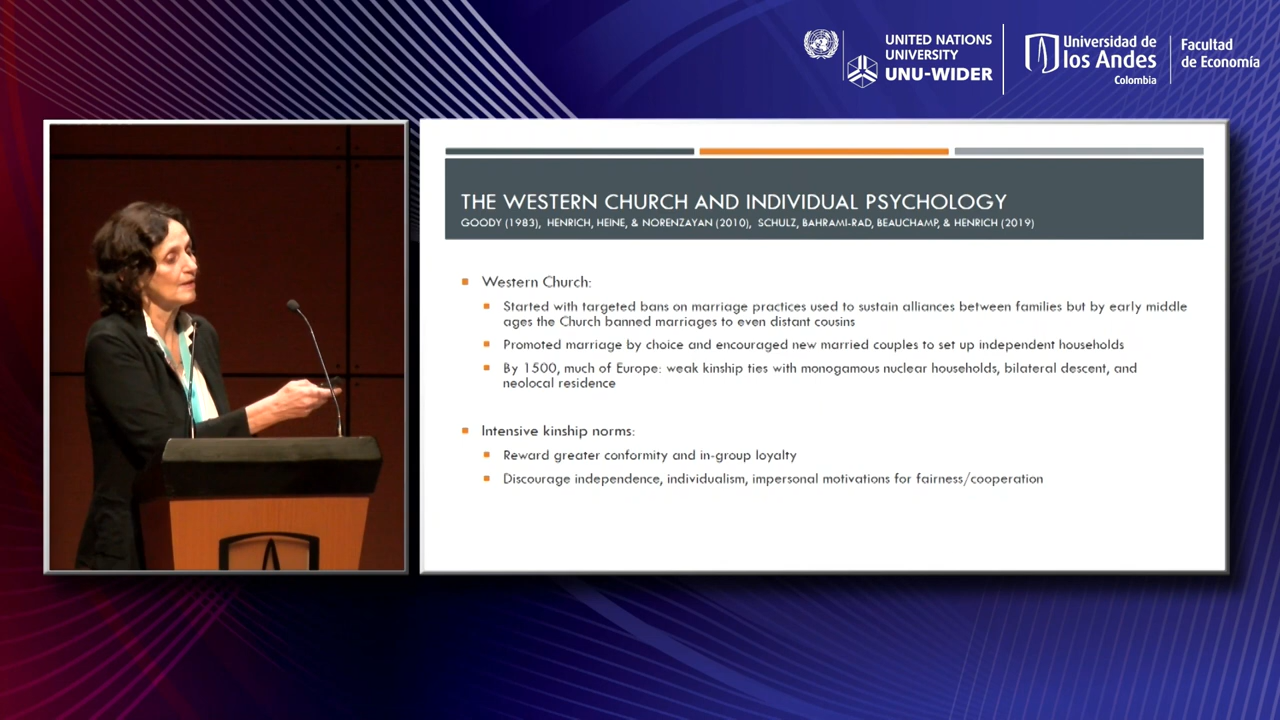 UNITED NATIONS
UNIVERSITY
UNU-WIDER
Universidad de
los Andes
Colombia
Facultad
de Economía
THE WESTERN CHURCH AND INDIVIDUAL PSYCHOLOGY
GOODY (1983), HENRICH, HEINE, & NORENZAYAN (2010), SCHULZ, BAHRAMI-RAD, BEAUCHAMP, & HENRICH (2019)
Western Church:
Started with targeted bans on marriage practices used to sustain alliances between families but by early middle
ages the Church banned marriages to even distant cousins
Promoted marriage by choice and encouraged new married couples to set up independent households
By 1500, much of Europe: weak kinship ties with monogamous nuclear households, bilateral descent, and
neolocal residence
Intensive kinship norms:
Reward greater conformity and in-group loyalty
Discourage independence, individualism, impersonal motivations for fairness/cooperation